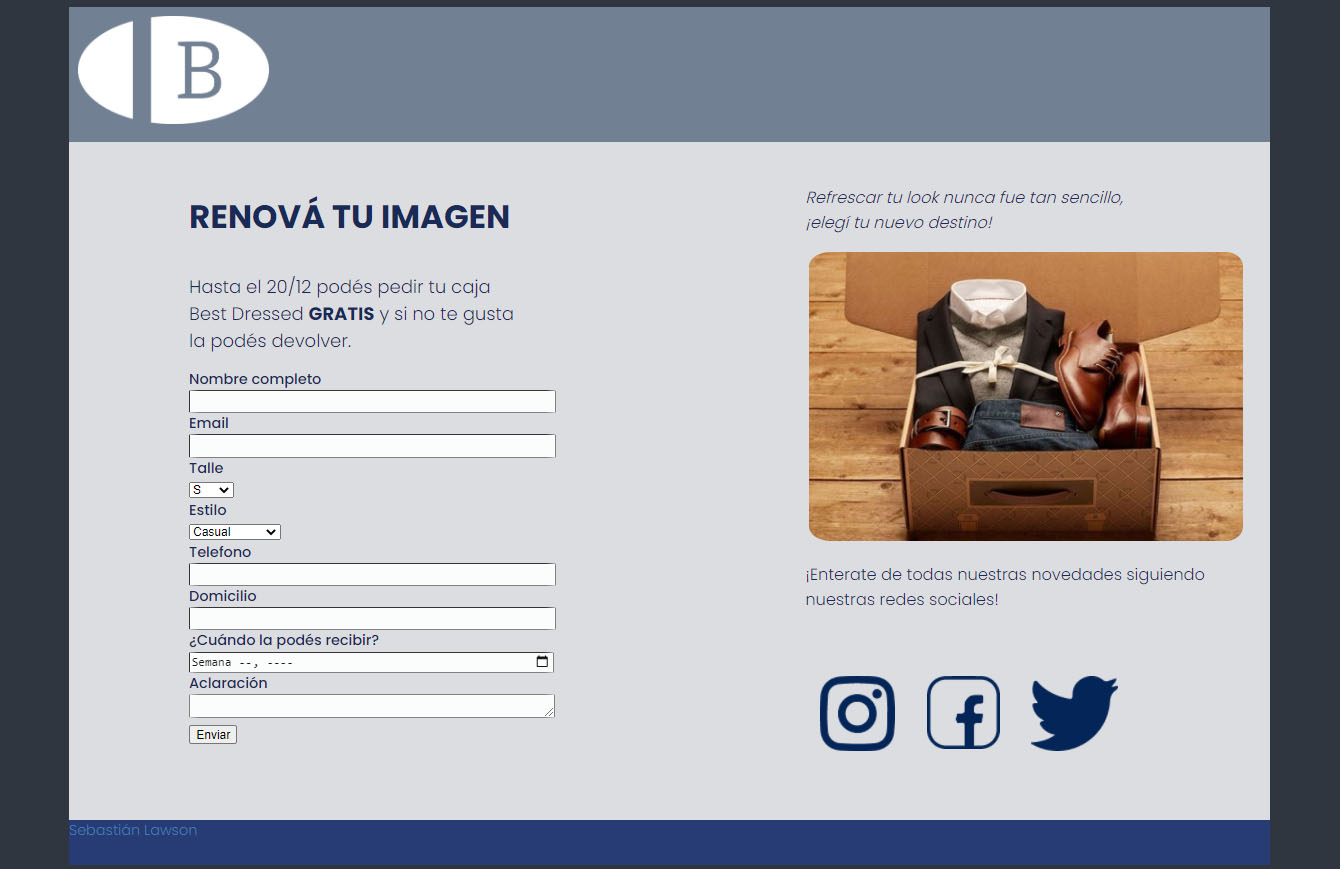 B
RENOVÁ TU IMAGEN
Hasta el 20/12 podés pedir tu caja
Best Dressed GRATIS y si no te gusta
la podés devolver.
Nombre completo
Email
Talle
S
Estilo
Casual
Telefono
Domicilio
¿Cuándo la podés recibir?
Semana --, ----
Aclaración
Enviar
Refrescar tu look nunca fue tan sencillo,
¡elegí tu nuevo destino!
¡Enterate de todas nuestras novedades siguiendo
nuestras redes sociales!
Sebastián Lawson